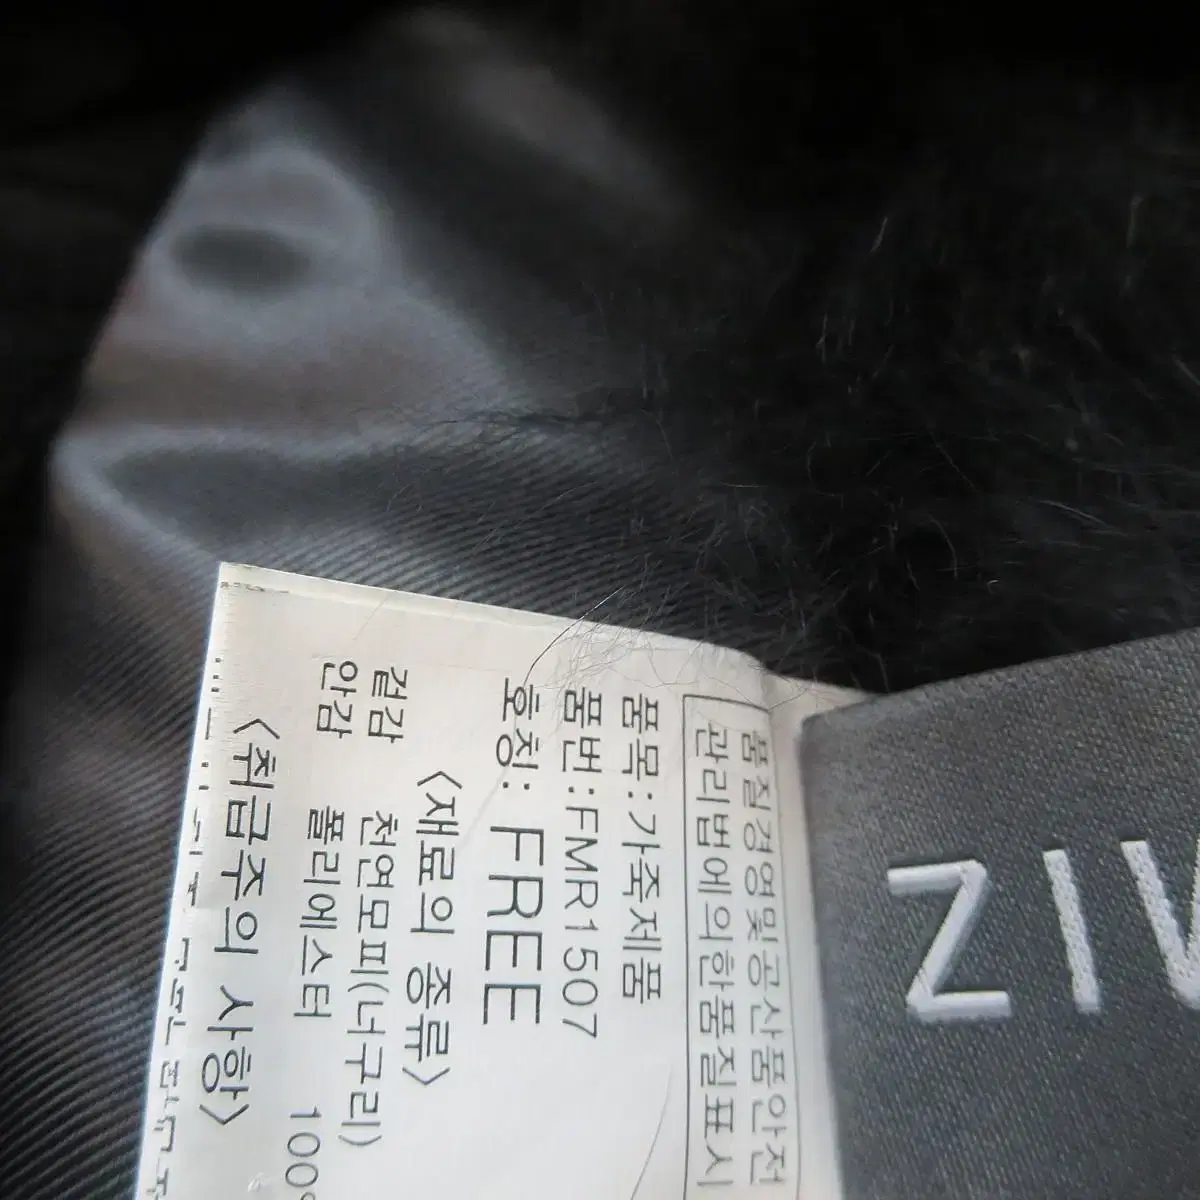 품질경영및공산품안전
관리법에의한품질표시
품목:가죽제품
품번:FMR1507
호칭: FREE
<재료의 종류>
겉감 천연모피(너구리)
안감 폴리에스터 100%
<취급주의 사항>
ZIV